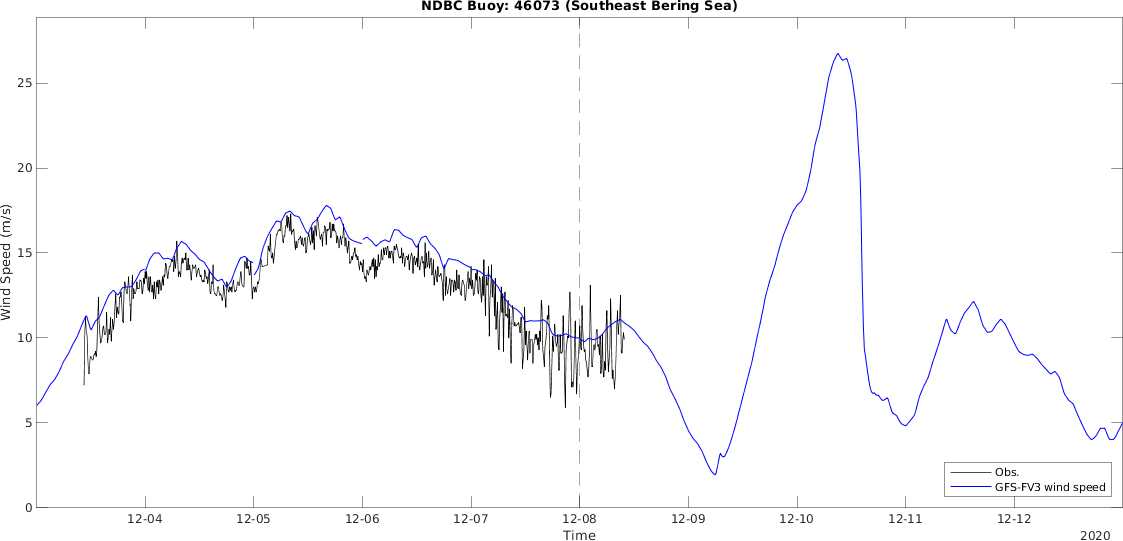 NDBC Buoy: 46073 (Southeast Bering Sea)
Wind Speed (m/s)
25
20
15
10
5
0
12-04 12-05 12-06 12-07 12-08 12-09 12-10 12-11 12-12
Time
2020
Obs.
GFS-FV3 wind speed